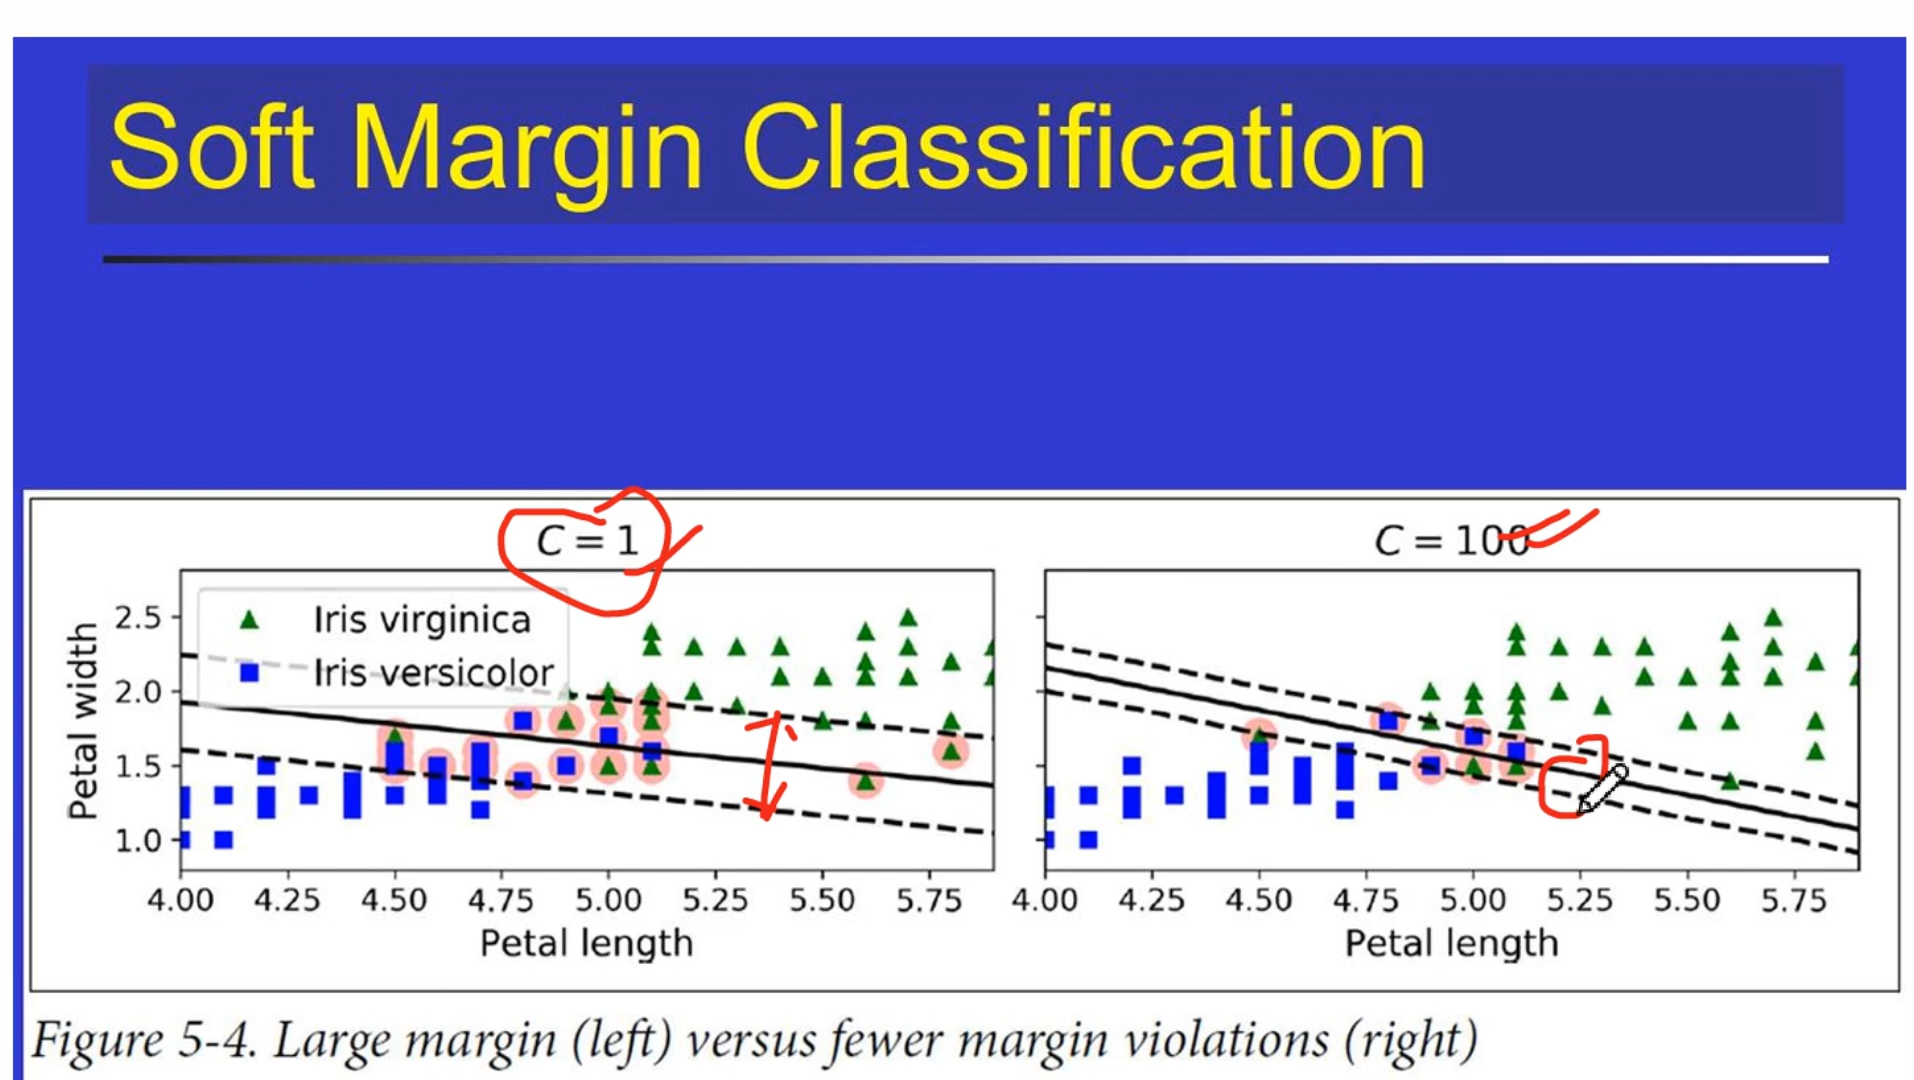 Soft Margin Classification
C = 1
C = 100
Iris virginica
Iris versicolor
Petal width
2.5
2.0
1.5
1.0
4.00 4.25 4.50 4.75 5.00 5.25 5.50 5.75
4.00 4.25 4.50 4.75 5.00 5.25 5.50 5.75
Petal length
Petal length
Figure 5-4. Large margin (left) versus fewer margin violations (right)